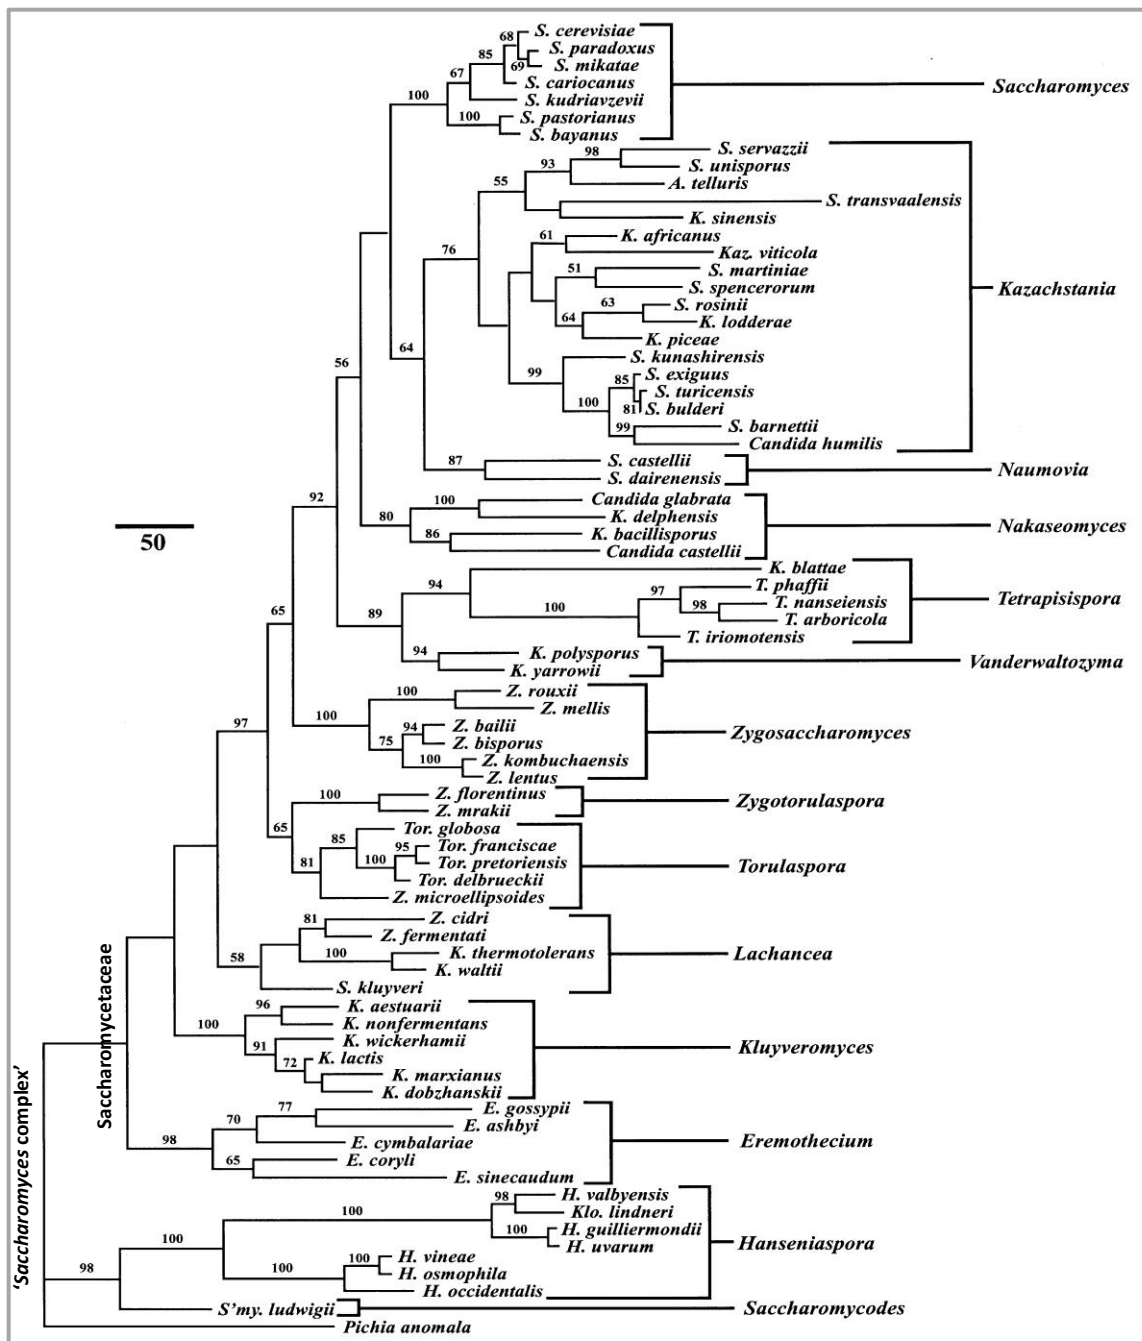 S. cerevisiae
68
S. paradoxus
85
S. mikatae
69
67
S. cariocanus
Saccharomyces
100
S. kudriavzevii
100
S. pastorianus
S. bayanus
S. servazzii
98
93
S. unisporus
55
A. telluris
S. transvaalensis
K. sinensis
61
K. africanus
76
Kaz. viticola
51
S. martiniae
S. spencerorum
Kazachstania
63
S. rosinii
64
K. lodderae
K. piceae
64
S. kunashirensis
56
99
85
S. exiguus
S. turicensis
100
81
S. bulderi
99
S. barnettii
Candida humilis
87
S. castellii
Naumovia
S. dairenensis
92
100
Candida glabrata
80
K. delphensis
Nakaseomyces
86
K. bacillisporus
Candida castellii
50
K. blattae
94
97
T. phaffii
98
T. nanseiensis
Tetrapisispora
65
89
100
T. arboricola
T. iriomotensis
94
K. polysporus
Vanderwaltozyma
K. yarrowii
100
Z. rouxii
Z. mellis
97
100
94
Z. bailii
Zygosaccharomyces
75
Z. bisporus
100
Z. kombuchaensis
Z. lentus
100
Z. florentinus
Zygotorulaspora
Z. mrakii
65
85
Tor. globosa
95
Tor. franciscae
81
100
Tor. pretoriensis
Torulaspora
Tor. delbrueckii
Z. microellipsoides
81
Z. cidri
Z. fermentati
58
100
K. thermotolerans
Lachancea
K. waltii
S. kluyveri
Saccharomycetaceae
96
K. aestuarii
100
K. nonfermentans
91
K. wickerhamii
Kluyveromyces
72
K. lactis
K. marxianus
K. dobzhanskii
77
E. gossypii
70
E. ashbyi
98
E. cymbalariae
Eremothecium
65
E. coryli
E. sinecaudum
'Saccharomyces complex'
98
H. valbyensis
100
Klo. lindneri
100
H. guilliermondii
100
H. uvarum
Hanseniaspora
98
100
H. vineae
100
H. osmophila
H. occidentalis
S'my. ludwigii
Saccharomycodes
Pichia anomala